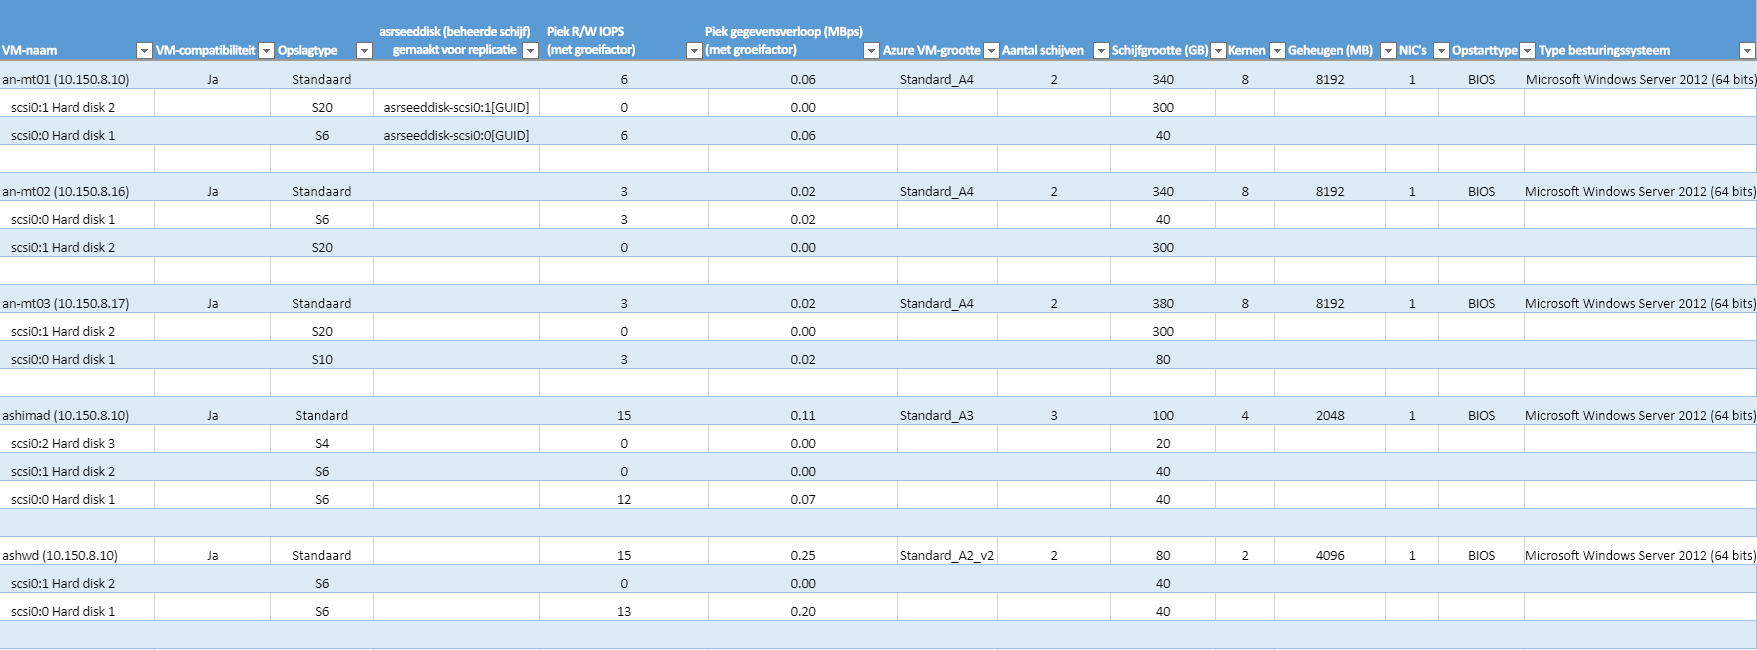 VM-naam VM-compatibiliteit Opslagtype asrseeddisk (beheerde schijf) gemaakt voor replicatie Piek R/W IOPS (met groeifactor) Piek gegevensverloop (MBps) (met groeifactor) Azure VM-grootte Aantal schijven Schijfgrootte (GB) Kernen Geheugen (MB) NIC's Opstarttype Type besturingssysteem
an-mt01 (10.150.8.10) Ja Standaard 6 0.06 Standard_A4 2 340 8 8192 1 BIOS Microsoft Windows Server 2012 (64 bits)
scsi0:1 Hard disk 2 S20 asrseeddisk-scsi0:1[GUID] 0 0.00 300
scsi0:0 Hard disk 1 S6 asrseeddisk-scsi0:0[GUID] 6 0.06 40
an-mt02 (10.150.8.16) Ja Standaard 3 0.02 Standard_A4 2 340 8 8192 1 BIOS Microsoft Windows Server 2012 (64 bits)
scsi0:0 Hard disk 1 S6 3 0.02 40
scsi0:1 Hard disk 2 S20 0 0.00 300
an-mt03 (10.150.8.17) Ja Standaard 3 0.02 Standard_A4 2 380 8 8192 1 BIOS Microsoft Windows Server 2012 (64 bits)
scsi0:1 Hard disk 2 S20 0 0.00 300
scsi0:0 Hard disk 1 S10 3 0.02 80
ashimad (10.150.8.10) Ja Standard 15 0.11 Standard_A3 3 100 4 2048 1 BIOS Microsoft Windows Server 2012 (64 bits)
scsi0:2 Hard disk 3 S4 0 0.00 20
scsi0:1 Hard disk 2 S6 0 0.00 40
scsi0:0 Hard disk 1 S6 12 0.07 40
ashwd (10.150.8.10) Ja Standaard 15 0.25 Standard_A2_v2 2 80 2 4096 1 BIOS Microsoft Windows Server 2012 (64 bits)
scsi0:1 Hard disk 2 S6 0 0.00 40
scsi0:0 Hard disk 1 S6 13 0.20 40